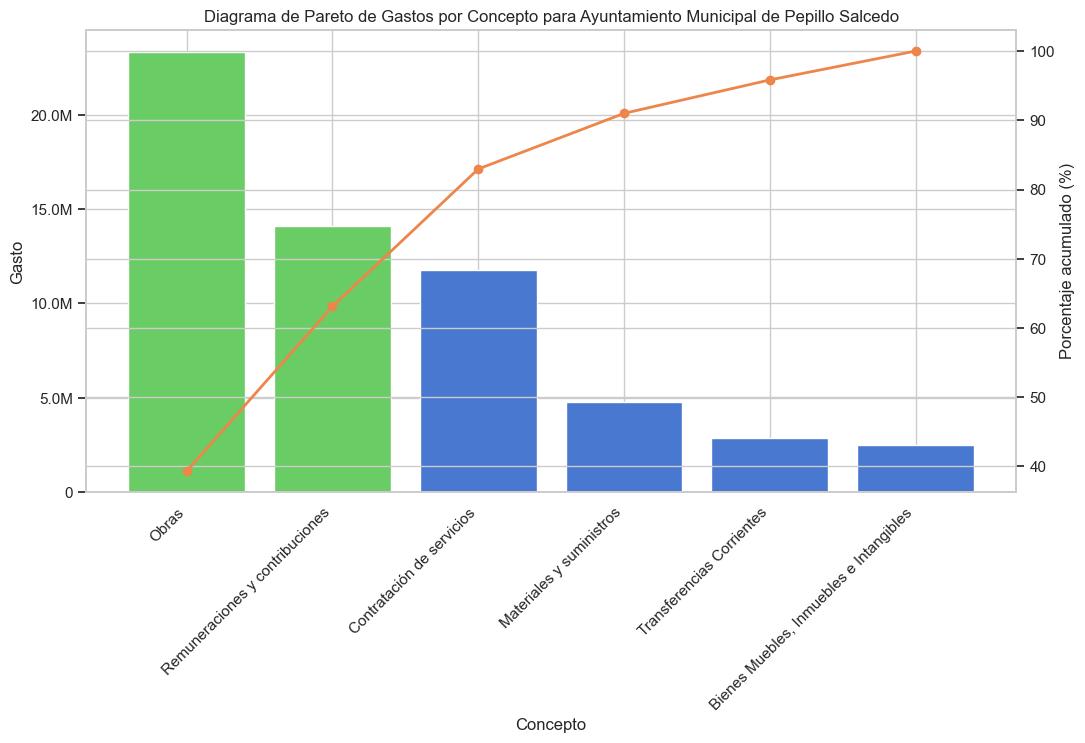 Diagrama de Pareto de Gastos por Concepto para Ayuntamiento Municipal de Pepillo Salcedo
Gasto
20.0M
15.0M
10.0M
5.0M
0
100
90
80
70
60
50
40
Porcentaje acumulado (%)
Obras
Remuneraciones y contribuciones
Contratación de servicios
Materiales y suministros
Transferencias Corrientes
Bienes Muebles, Inmuebles e Intangibles
Concepto